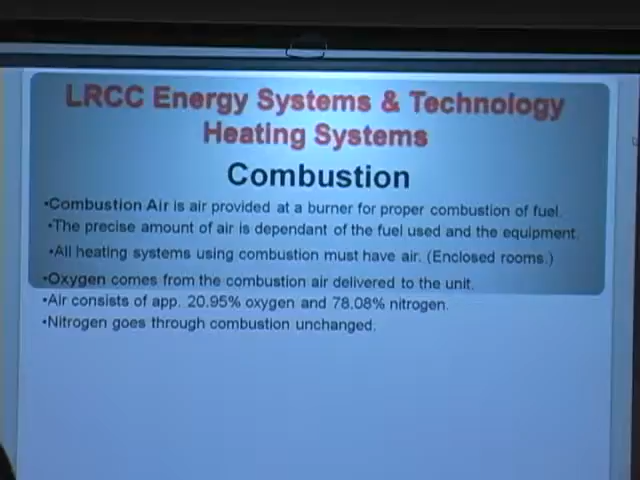 LRCC Energy Systems & Technology
Heating Systems
Combustion
•Combustion Air is air provided at a burner for proper combustion of fuel.
•The precise amount of air is dependant of the fuel used and the equipment.
•All heating systems using combustion must have air. (Enclosed rooms.)
•Oxygen comes from the combustion air delivered to the unit.
•Air consists of app. 20.95% oxygen and 78.08% nitrogen.
•Nitrogen goes through combustion unchanged.